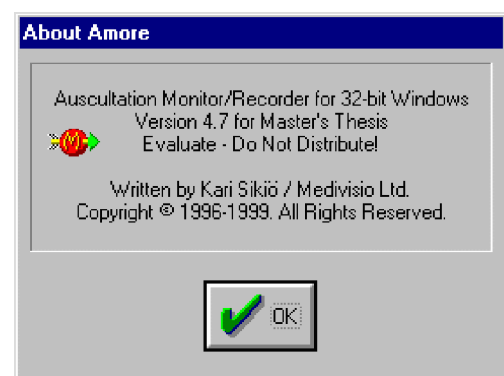 About Amore
Auscultation Monitor/Recorder for 32-bit Windows
Version 4.7 for Master's Thesis
Evaluate - Do Not Distribute!
Written by Kari Sikiö / Medivisio Ltd.
Copyright © 1996-1999. All Rights Reserved.
OK